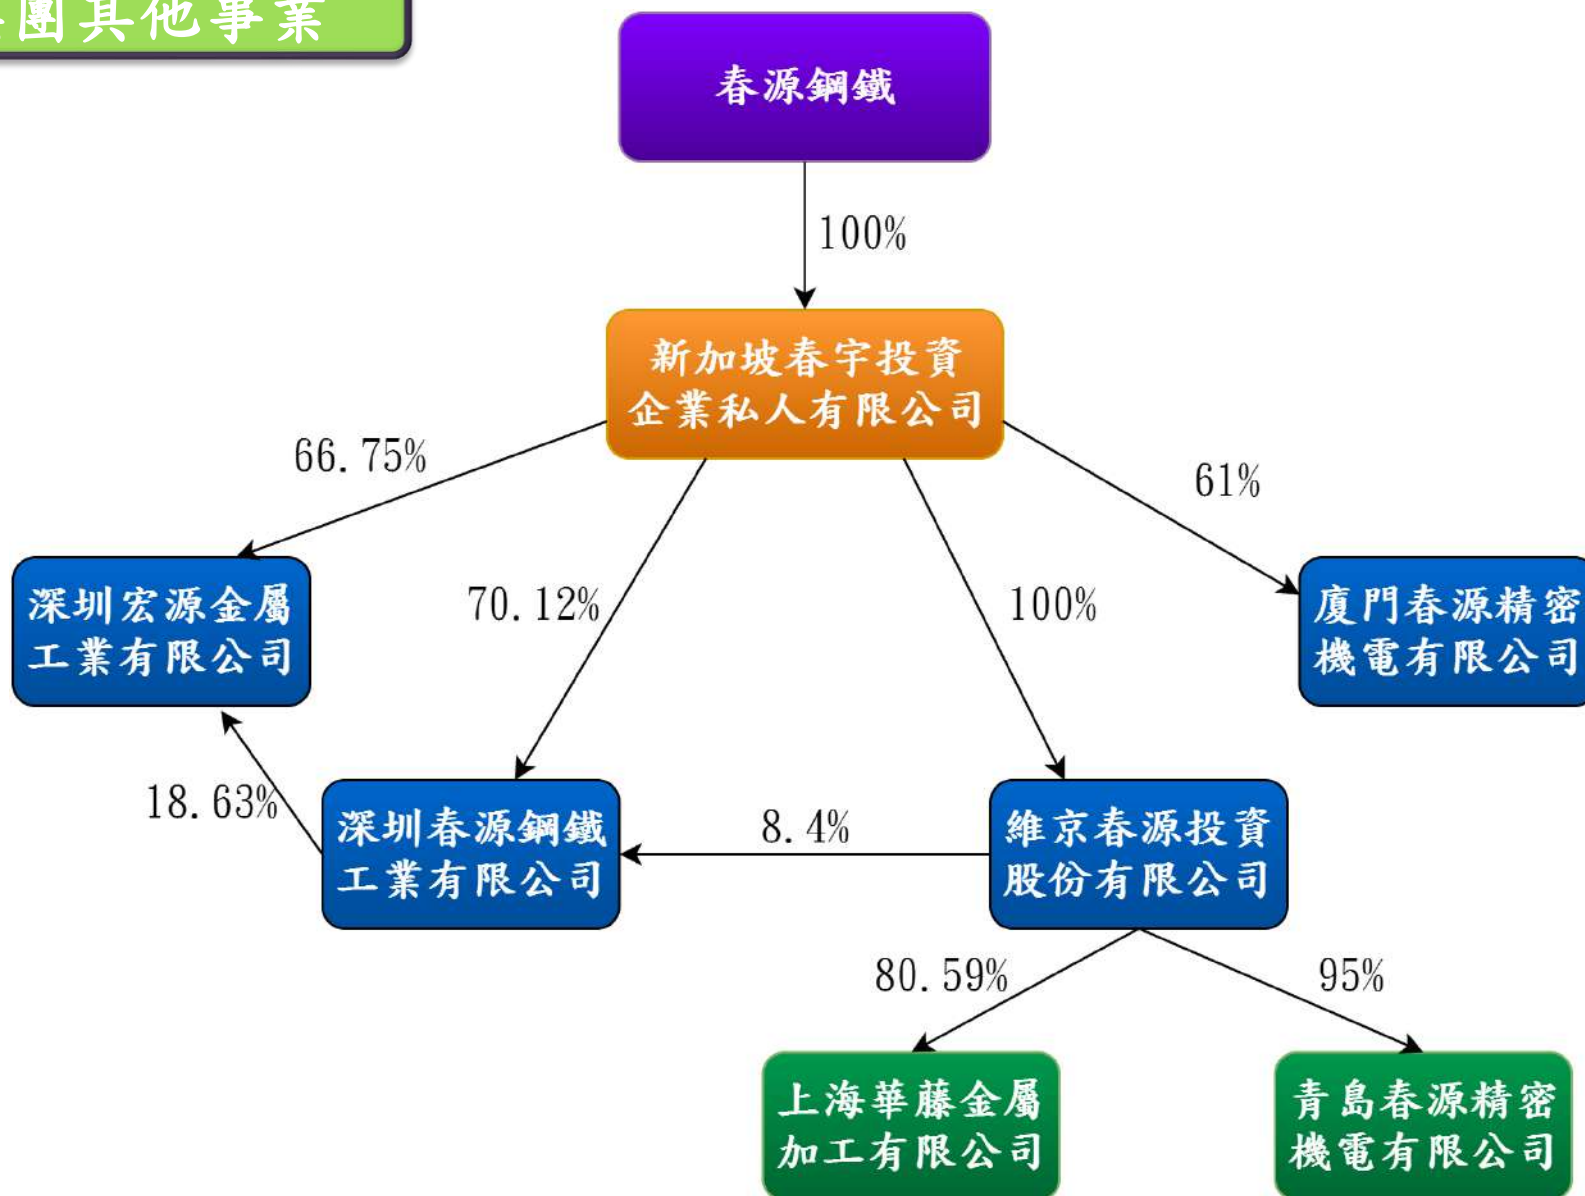 團其他事業
春源鋼鐵
100%
新加坡春宇投資
企業私人有限公司
66.75%
61%
70.12%
100%
深圳宏源金屬
工業有限公司
廈門春源精密
機電有限公司
18.63%
深圳春源鋼鐵
工業有限公司
8.4%
維京春源投資
股份有限公司
80.59%
95%
上海華藤金屬
加工有限公司
青島春源精密
機電有限公司